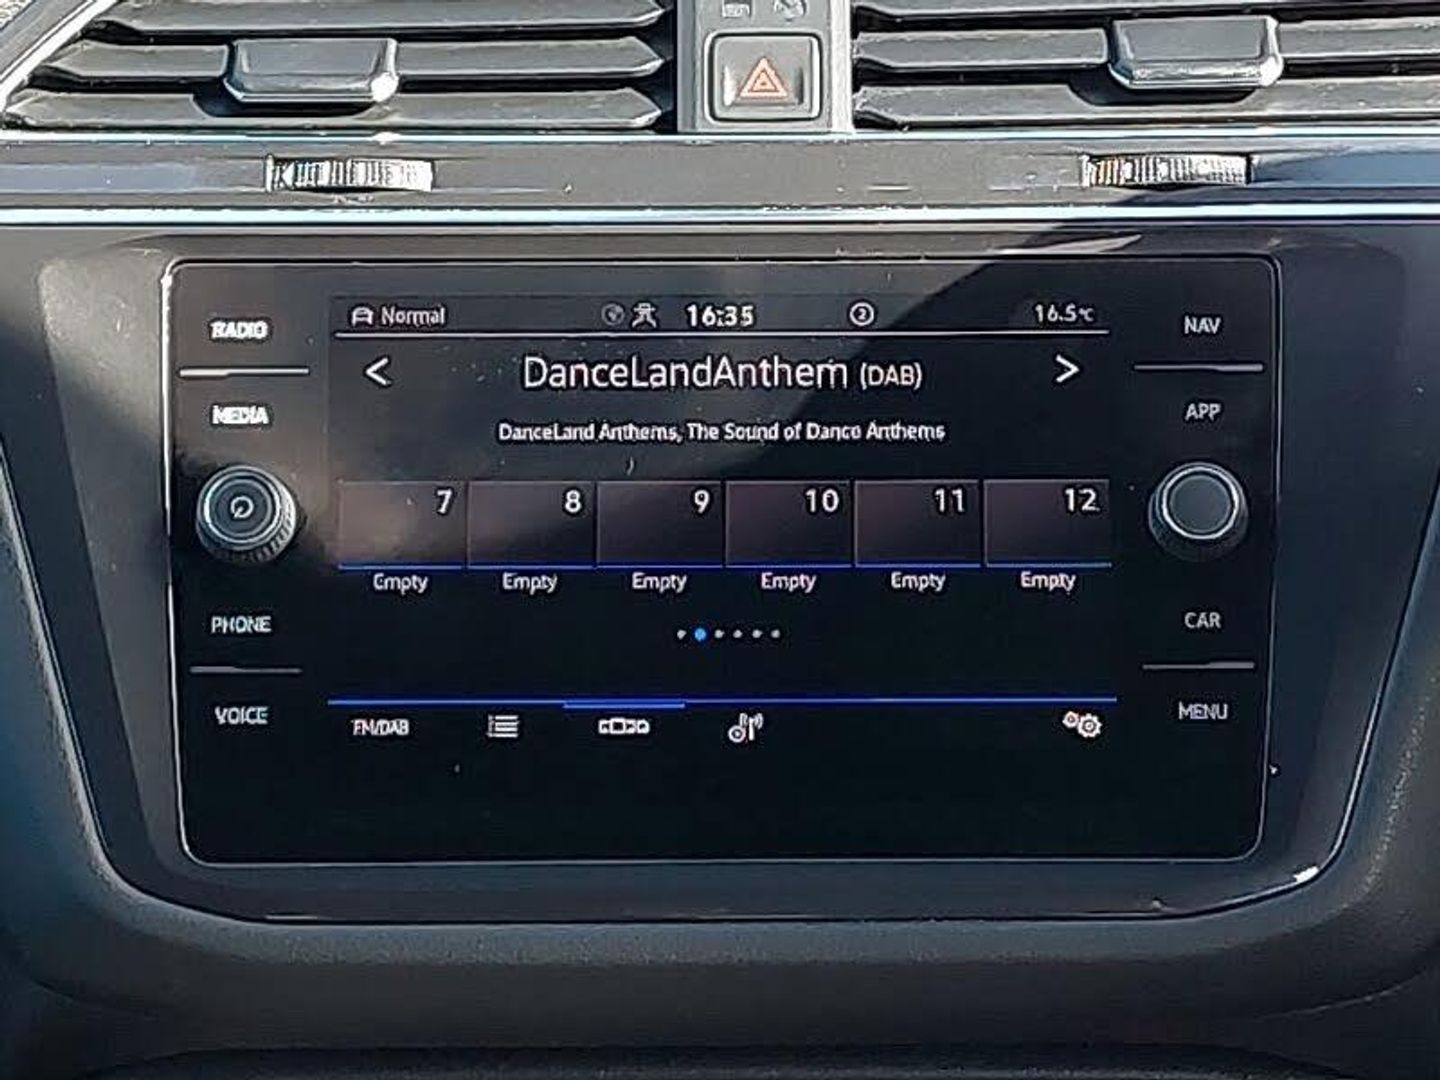 RADIO
MEDIA
PHONE
VOICE
Normal 16:35 2 16.5°C
< DanceLandAnthem (DAB) >
DanceLand Anthems, The Sound of Dance Anthems
7 8 9 10 11 12
Empty Empty Empty Empty Empty Empty
FM/DAB
NAV
APP
CAR
MENU